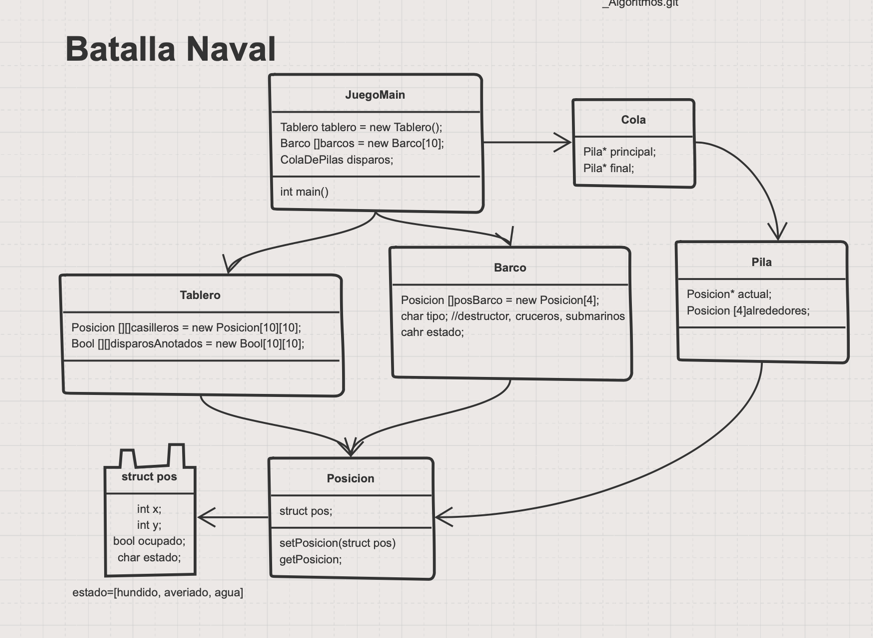 _Algoritmos.git
Batalla Naval
JuegoMain
Tablero tablero = new Tablero();
Barco []barcos = new Barco[10];
ColaDePilas disparos;
int main()
Cola
Pila* principal;
Pila* final;
Tablero
Posicion [][]casilleros = new Posicion[10][10];
Bool [][]disparosAnotados = new Bool[10][10];
Barco
Posicion []posBarco = new Posicion[4];
char tipo; //destructor, cruceros, submarinos
cahr estado;
Pila
Posicion* actual;
Posicion [4]alrededores;
struct pos
int x;
int y;
bool ocupado;
char estado;
estado=[hundido, averiado, agua]
Posicion
struct pos;
setPosicion(struct pos)
getPosicion;